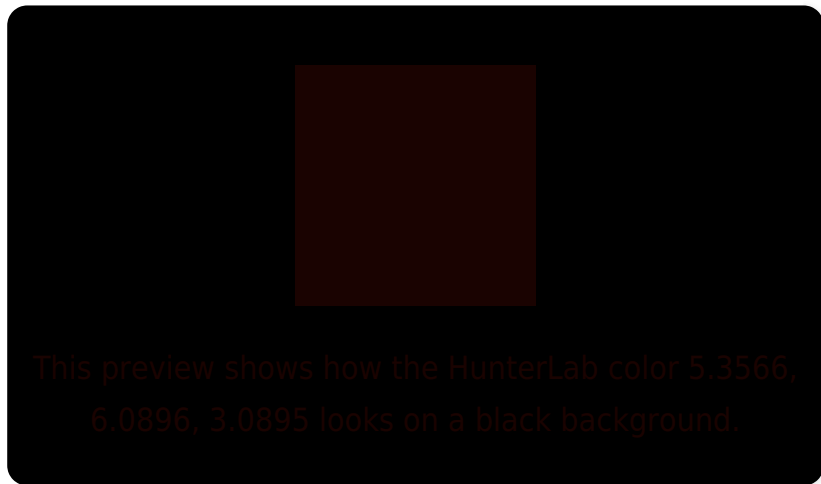 This preview shows how the HunterLab color 5.3566,
6.0896, 3.0895 looks on a black background.